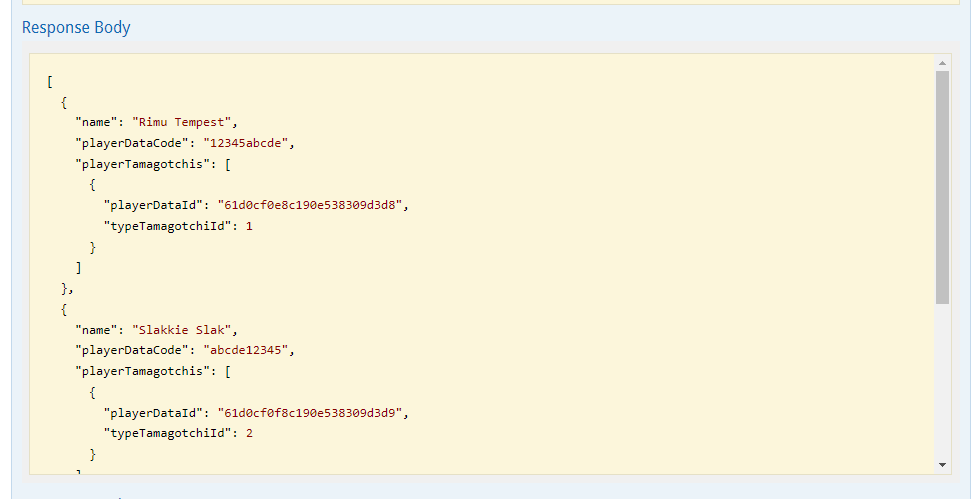 Response Body
[
{
"name": "Rimu Tempest",
"playerDataCode": "12345abcde",
"playerTamagotchis": [
{
"playerDataId": "61d0cf0e8c190e538309d3d8",
"typeTamagotchiId": 1
}
]
},
{
"name": "Slakkie Slak",
"playerDataCode": "abcde12345",
"playerTamagotchis": [
{
"playerDataId": "61d0cf0f8c190e538309d3d9",
"typeTamagotchiId": 2
}
]